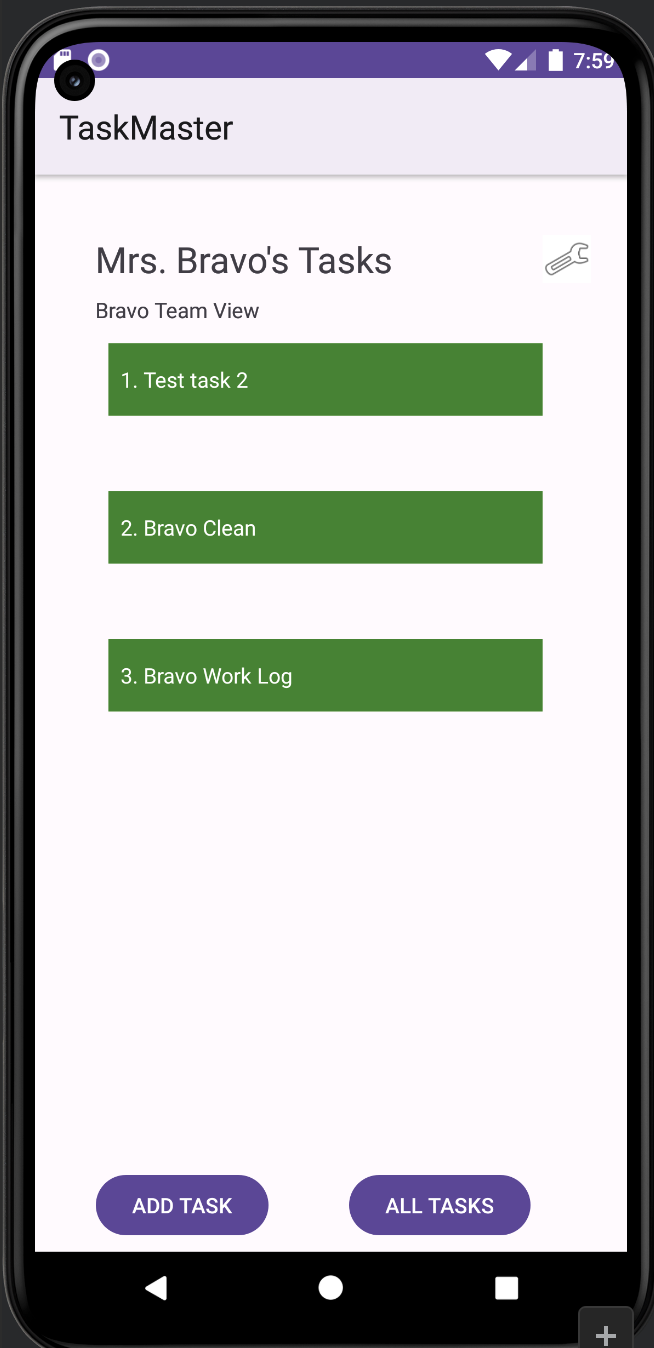 7:59
TaskMaster
Mrs. Bravo's Tasks
Bravo Team View
1. Test task 2
2. Bravo Clean
3. Bravo Work Log
ADD TASK
ALL TASKS